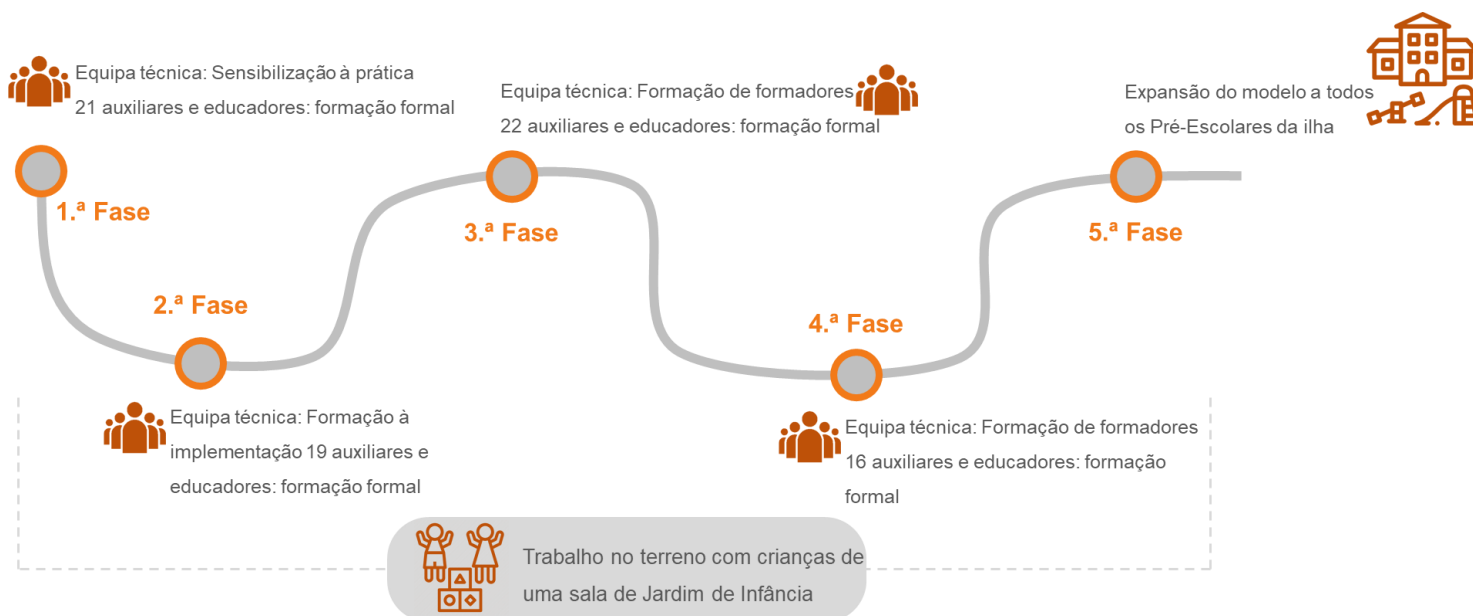 Equipa técnica: Sensibilização à prática
21 auxiliares e educadores: formação formal
1.ª Fase
2.ª Fase
Equipa técnica: Formação à
implementação 19 auxiliares e
educadores: formação formal
Equipa técnica: Formação de formadores
22 auxiliares e educadores: formação formal
3.ª Fase
4.ª Fase
Equipa técnica: Formação de formadores
16 auxiliares e educadores: formação
formal
Expansão do modelo a todos
os Pré-Escolares da ilha
5.ª Fase
Trabalho no terreno com crianças de
uma sala de Jardim de Infância